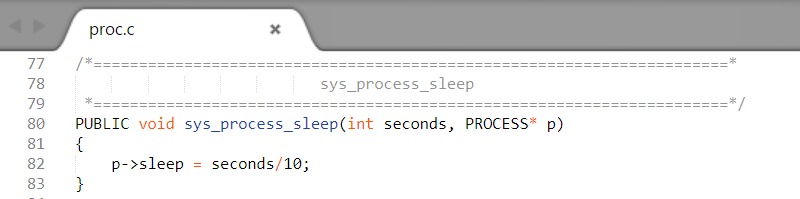 proc.c ×
77 /*======================================================================*
78 sys_process_sleep
79 *======================================================================*/
80 PUBLIC void sys_process_sleep(int seconds, PROCESS* p)
81 {
82 p->sleep = seconds/10;
83 }